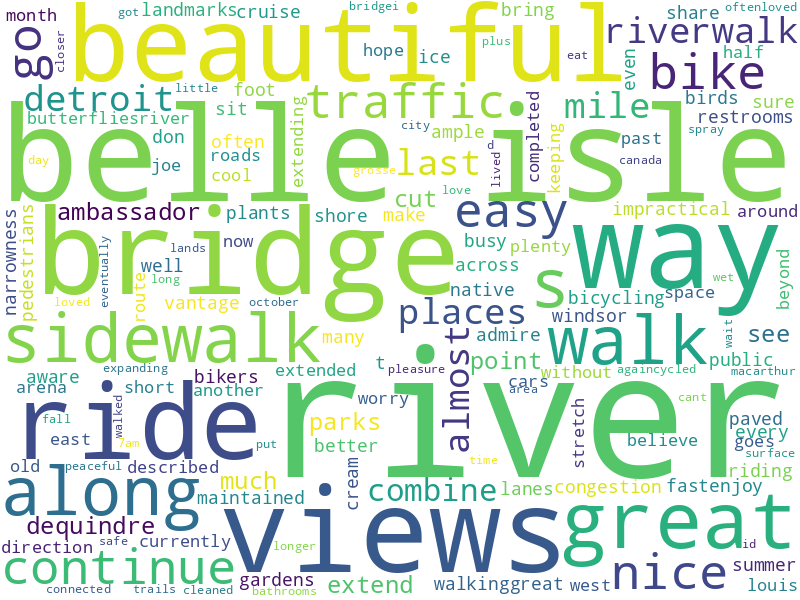 month got landmarks cruise bridgei bring share oftenloved
go closer beautiful hope ice plus eat riverwalk
even half bike
detroit little foot traffic mile birds sure
butterfliesriver sit extending restrooms
belle isle
don often city ample completed keeping past spray
day joe roads cool grosse last lived d canada
love cut
narrowness pedestrians ambassador plants shore make easy impractical around
bridge way
lands now busy plenty
well across wet
eventually long native s bicycling space beyond
loved route vantage october places windsor
sidewalk many almost admire walk wait see
expanding extended t pleasure point without public
aware bikers cars againcycled macarthur
arena short another worry area cant
ride river
fall walked parks stretch paved every
east 7am put better believe goes
old peaceful described time surface
much cream riding
along maintained combine lanes congestion fastenjoy
dequindre views great
direction safe currently id
continue longer nice summer
connected trails cleaned gardens bathrooms extend walkinggreat west louis